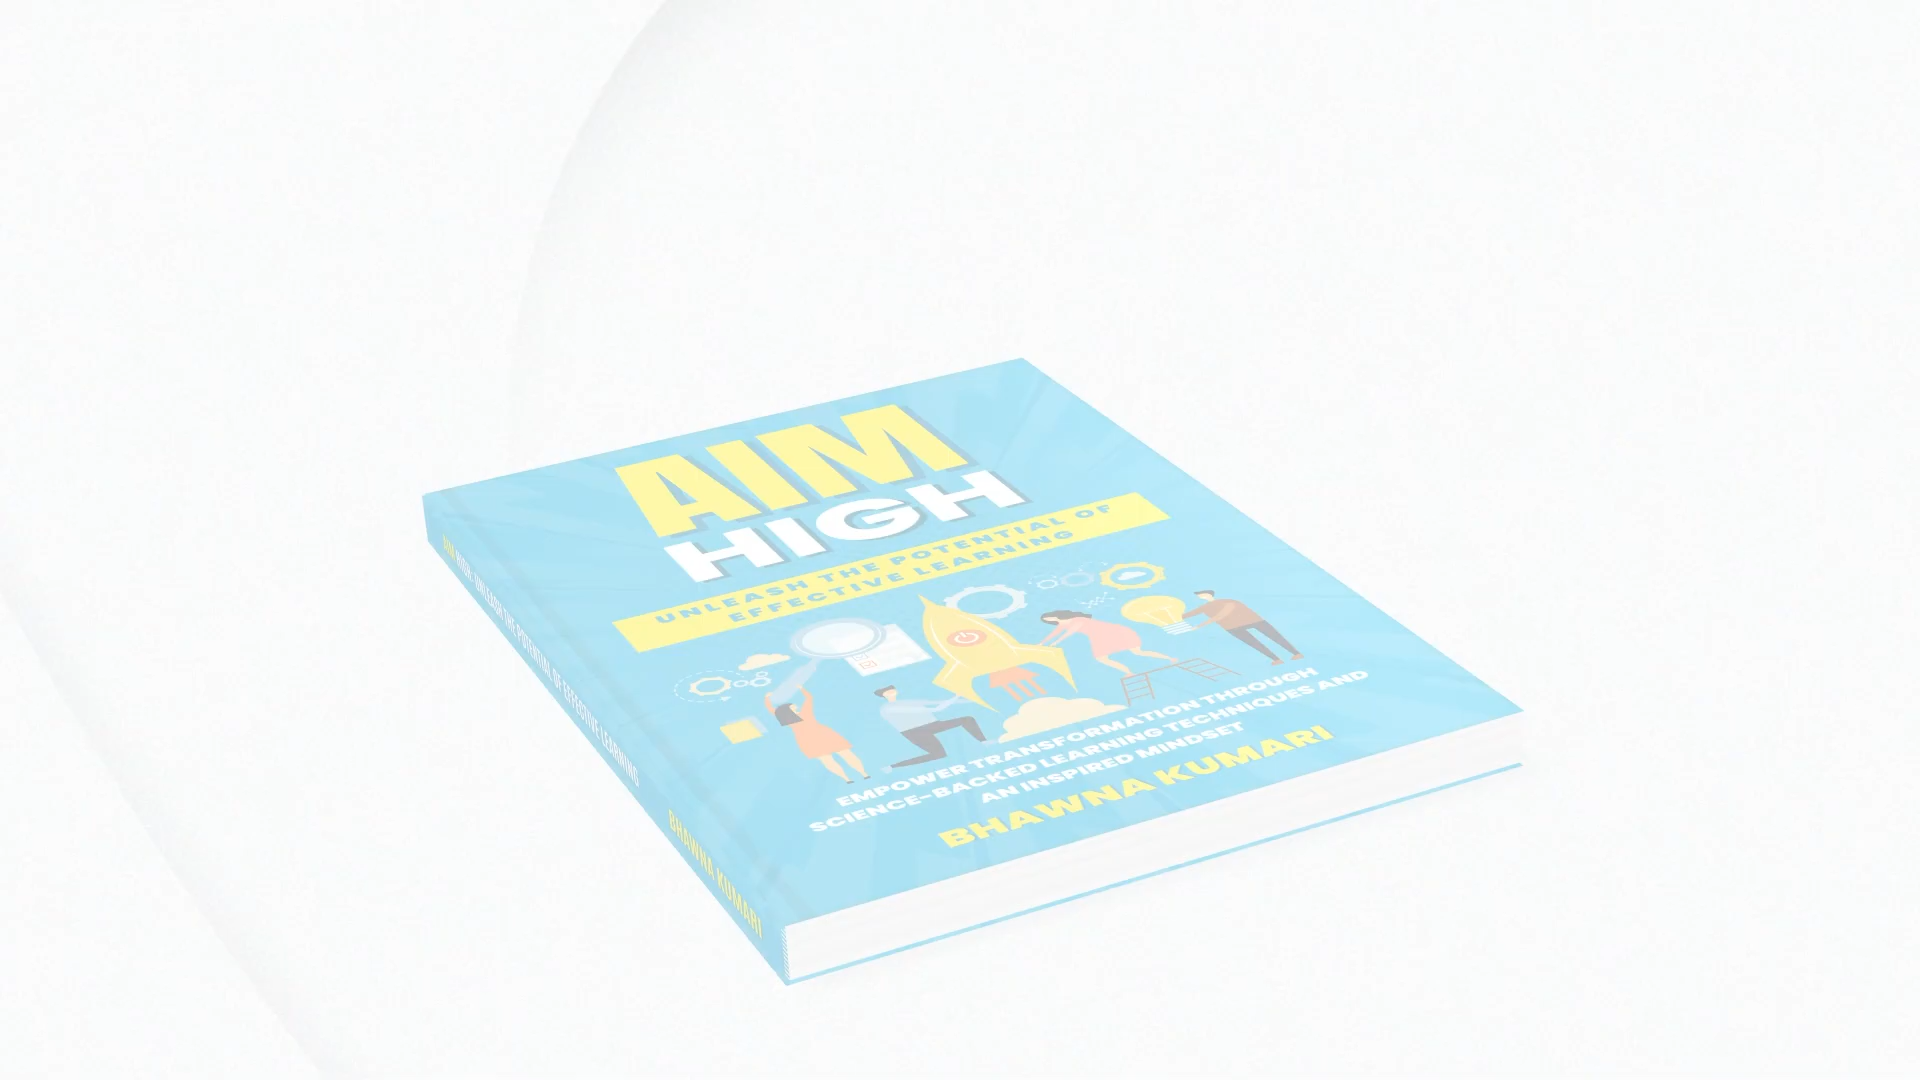 AIM
HIGH
UNLEASH THE POTENTIAL OF
EFFECTIVE LEARNING
EMPOWER TRANSFORMATION THROUGH
SCIENCE-BACKED LEARNING TECHNIQUES AND
AN INSPIRED MINDSET
BHAWNA KUMARI
AIM HIGH: UNLEASH THE POTENTIAL OF EFFECTIVE LEARNING
BHAWNA KUMARI